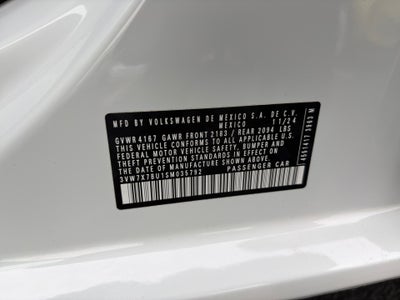 MFD BY VOLKSWAGEN DE MEXICO S.A. DE C.V.
MEXICO 11/24
GVWR 4167 GAWR FRONT 2183 / REAR 2094 LBS
THIS VEHICLE CONFORMS TO ALL APPLICABLE
FEDERAL MOTOR VEHICLE SAFETY, BUMPER AND
THEFT PREVENTION STANDARDS IN EFFECT ON
THE DATE OF MANUFACTURE SHOWN ABOVE.
3VW7X7BU1SM035792 PASSENGER CAR